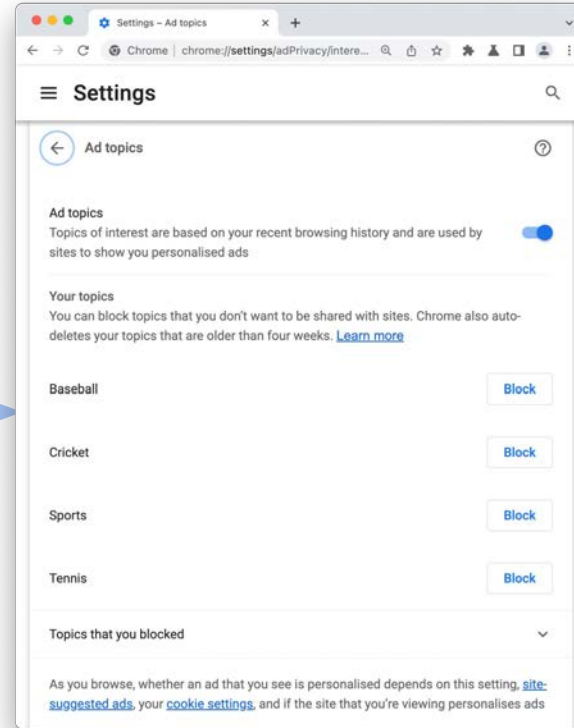 Settings – Ad topics
Chrome | chrome://settings/adPrivacy/intere...
Settings
Ad topics
Ad topics
Topics of interest are based on your recent browsing history and are used by
sites to show you personalised ads
Your topics
You can block topics that you don't want to be shared with sites. Chrome also auto-
deletes your topics that are older than four weeks. Learn more
Baseball Block
Cricket Block
Sports Block
Tennis Block
Topics that you blocked
As you browse, whether an ad that you see is personalised depends on this setting, site-
suggested ads, your cookie settings, and if the site that you're viewing personalises ads